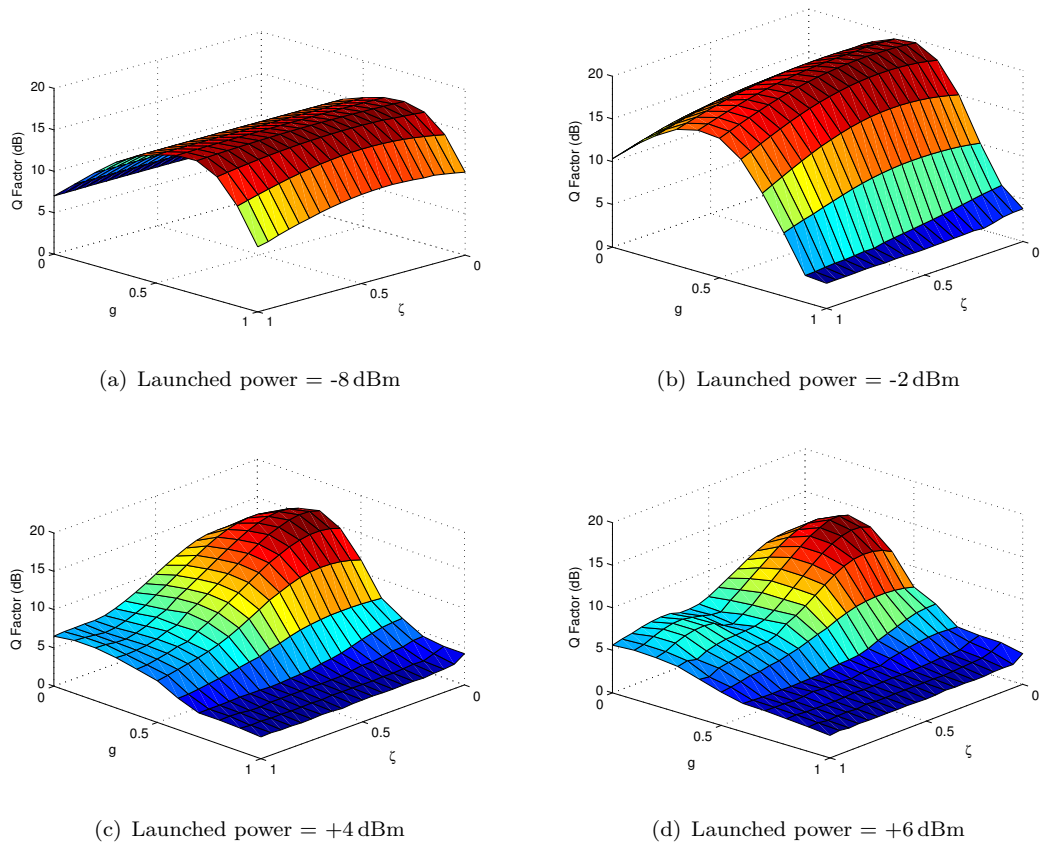 20
15
10
5
0
Q Factor (dB)
0
0.5
1
g
1
0.5
0
ζ
(a) Launched power = -8 dBm
20
15
10
5
0
Q Factor (dB)
0
0.5
1
g
1
0.5
0
ζ
(b) Launched power = -2 dBm
20
15
10
5
0
Q Factor (dB)
0
0.5
1
g
1
0.5
0
ζ
(c) Launched power = +4 dBm
20
15
10
5
0
Q Factor (dB)
0
0.5
1
g
1
0.5
0
ζ
(d) Launched power = +6 dBm